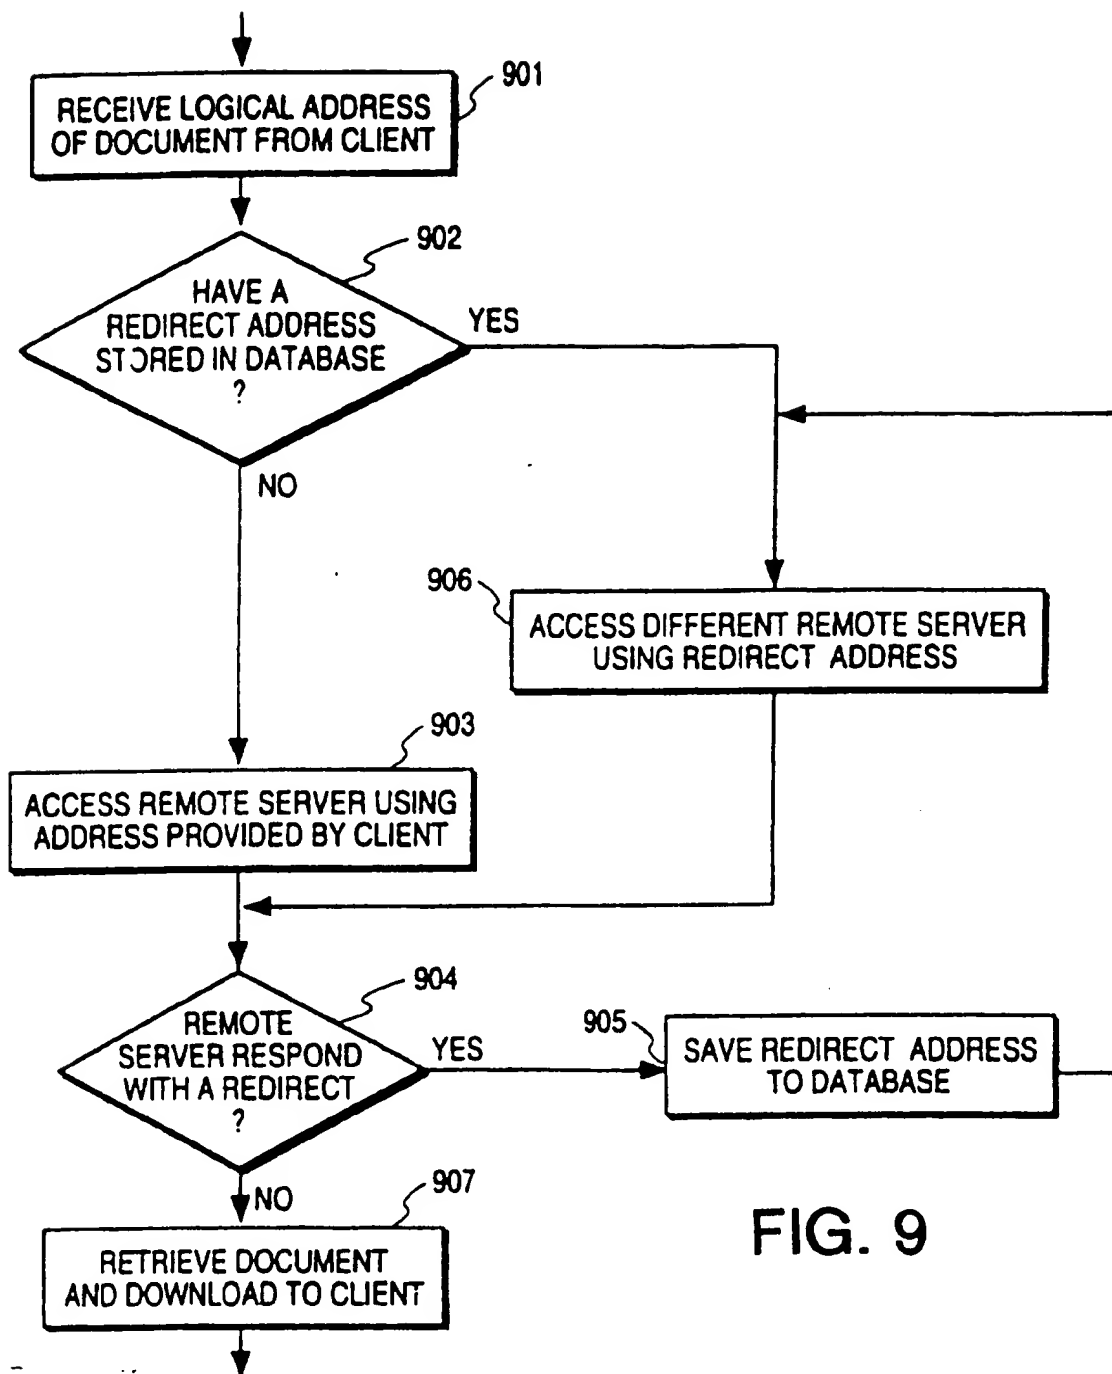 901
RECEIVE LOGICAL ADDRESS
OF DOCUMENT FROM CLIENT
902
HAVE A
REDIRECT ADDRESS
STORED IN DATABASE
?
YES
NO
906
ACCESS DIFFERENT REMOTE SERVER
USING REDIRECT ADDRESS
903
ACCESS REMOTE SERVER USING
ADDRESS PROVIDED BY CLIENT
904
REMOTE
SERVER RESPOND
WITH A REDIRECT
?
YES
905
SAVE REDIRECT ADDRESS
TO DATABASE
NO
907
RETRIEVE DOCUMENT
AND DOWNLOAD TO CLIENT
FIG. 9